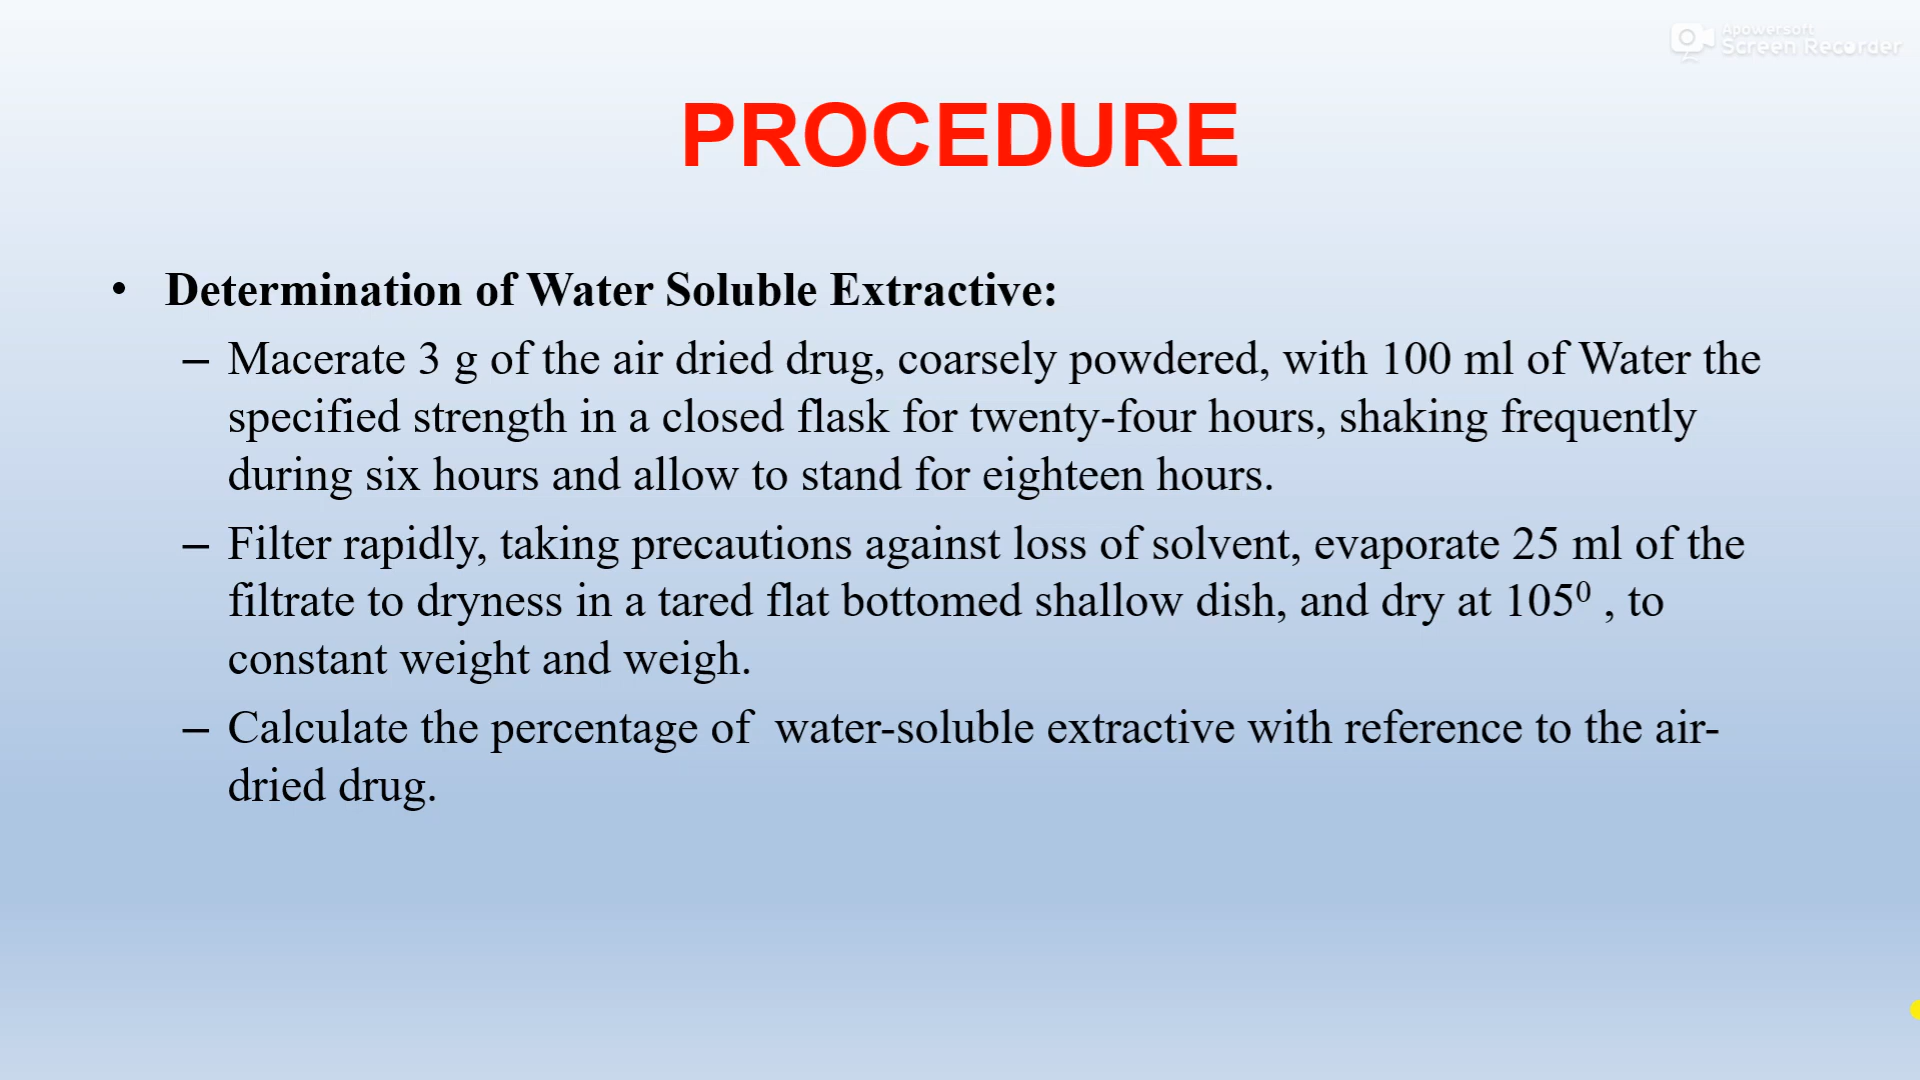 Apowersoft
Screen Recorder
PROCEDURE
• Determination of Water Soluble Extractive:
– Macerate 3 g of the air dried drug, coarsely powdered, with 100 ml of Water the
specified strength in a closed flask for twenty-four hours, shaking frequently
during six hours and allow to stand for eighteen hours.
– Filter rapidly, taking precautions against loss of solvent, evaporate 25 ml of the
filtrate to dryness in a tared flat bottomed shallow dish, and dry at 105⁰ , to
constant weight and weigh.
– Calculate the percentage of  water-soluble extractive with reference to the air-
dried drug.